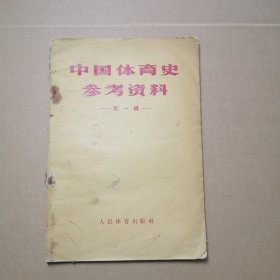 中国体育史
参考资料
—第一辑—
人民体育出版社